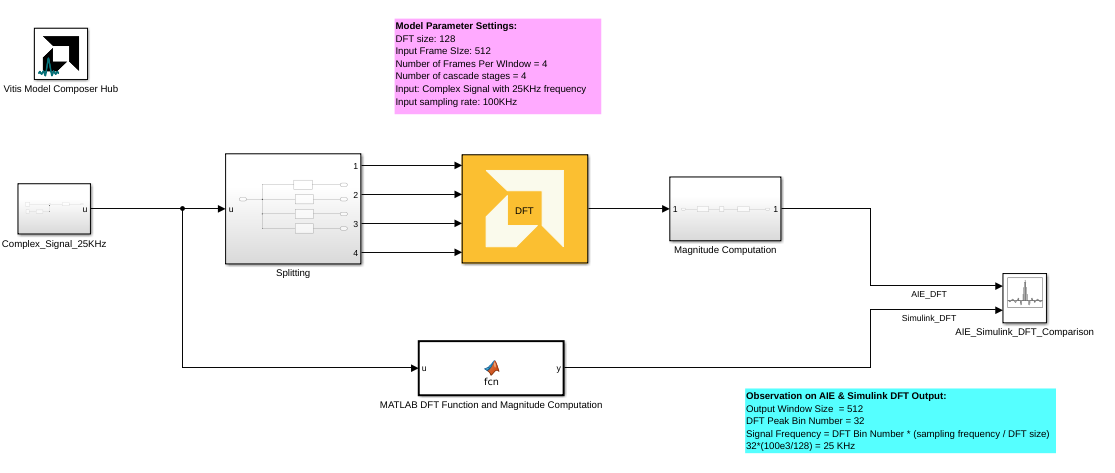 Model Parameter Settings:
DFT size: 128
Input Frame SIze: 512
Number of Frames Per WIndow = 4
Number of cascade stages = 4
Input: Complex Signal with 25KHz frequency
Input sampling rate: 100KHz
Vitis Model Composer Hub
u
Complex_Signal_25KHz
u
1
2
3
4
Splitting
DFT
1
1
Magnitude Computation
AIE_DFT
Simulink_DFT
AIE_Simulink_DFT_Comparison
u
fcn
y
MATLAB DFT Function and Magnitude Computation
Observation on AIE & Simulink DFT Output:
Output Window Size  = 512
DFT Peak Bin Number = 32
Signal Frequency = DFT Bin Number * (sampling frequency / DFT size)
32*(100e3/128) = 25 KHz